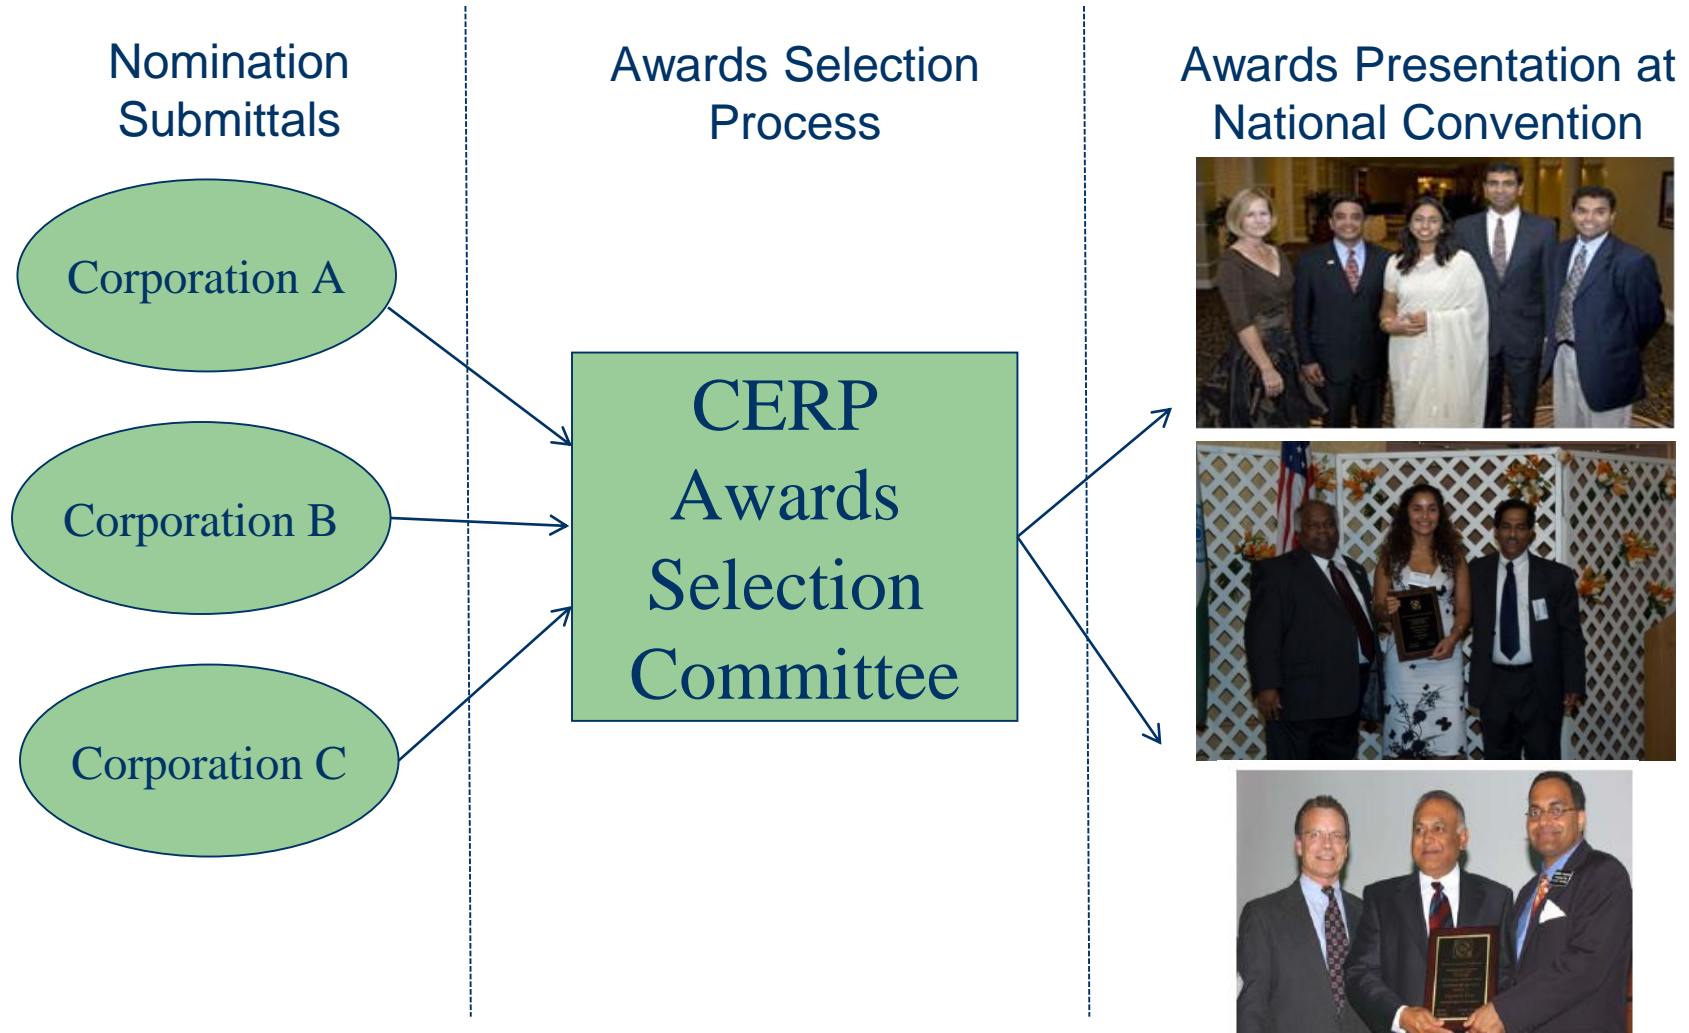 Nomination
Submittals
Awards Selection
Process
Awards Presentation at
National Convention
Corporation A
Corporation B
Corporation C
CERP
Awards
Selection
Committee